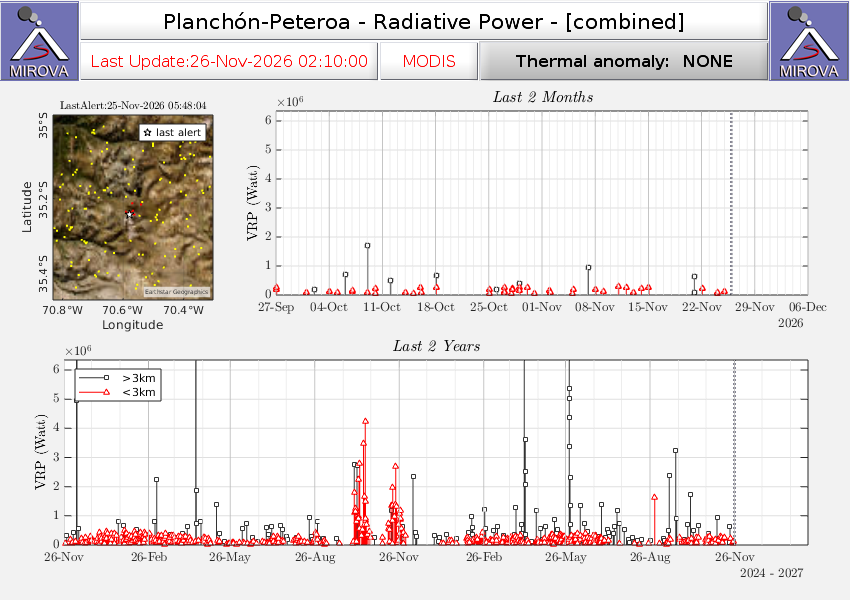 MIROVA
Planchón-Peteroa - Radiative Power - [combined]
Last Update:26-Nov-2026 02:10:00
MODIS
Thermal anomaly: NONE
MIROVA
LastAlert:25-Nov-2026 05:48:04
last alert
35°S
35.2°S
35.4°S
Latitude
Earthstar Geographics
70.8°W
70.6°W
70.4°W
Longitude
Last 2 Months
×10⁶
VRP (Watt)
6
5
4
3
2
1
0
27-Sep
04-Oct
11-Oct
18-Oct
25-Oct
01-Nov
08-Nov
15-Nov
22-Nov
29-Nov
06-Dec
2026
Last 2 Years
×10⁶
>3km
<3km
VRP (Watt)
6
5
4
3
2
1
0
26-Nov
26-Feb
26-May
26-Aug
26-Nov
26-Feb
26-May
26-Aug
26-Nov
2024 - 2027